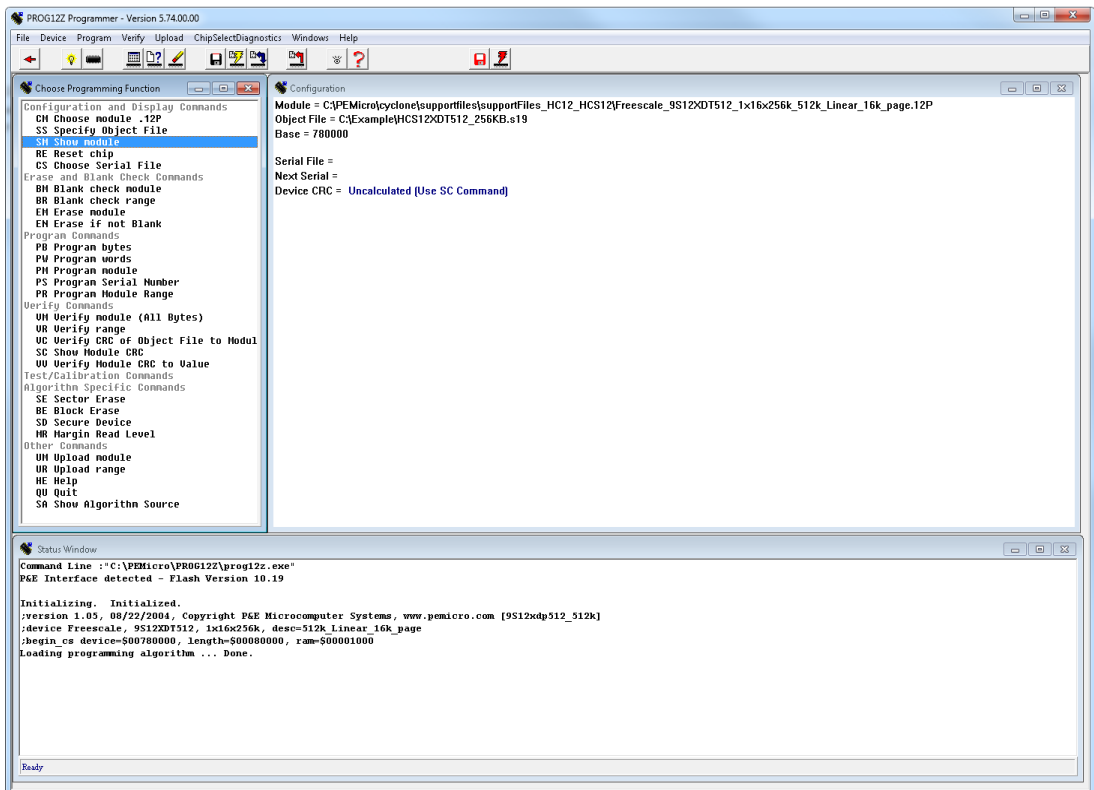 PROG12Z Programmer - Version 5.74.00.00
File Device Program Verify Upload ChipSelectDiagnostics Windows Help
Choose Programming Function
Configuration and Display Commands
CM Choose module .12P
SS Specify Object File
SM Show module
RE Reset chip
CS Choose Serial File
Erase and Blank Check Commands
BM Blank check module
BR Blank check range
EM Erase module
EN Erase if not Blank
Program Commands
PB Program bytes
PW Program words
PM Program module
PS Program Serial Number
PR Program Module Range
Verify Commands
VM Verify module (All Bytes)
VR Verify range
VC Verify CRC of Object File to Modul
SC Show Module CRC
VV Verify Module CRC to Value
Test/Calibration Commands
Algorithm Specific Commands
SE Sector Erase
BE Block Erase
SD Secure Device
MR Margin Read Level
Other Commands
UM Upload module
UR Upload range
HE Help
QU Quit
SA Show Algorithm Source
Configuration
Module = C:\PEMicro\cyclone\supportfiles\supportFiles_HC12_HCS12\Freescale_9S12XDT512_1x16x256k_512k_Linear_16k_page.12P
Object File = C:\Example\HCS12XDT512_256KB.s19
Base = 780000
Serial File =
Next Serial =
Device CRC = Uncalculated (Use SC Command)
Status Window
Command Line :"C:\PEMicro\PROG12Z\prog12z.exe"
P&E Interface detected - Flash Version 10.19
Initializing. Initialized.
;version 1.05, 08/22/2004, Copyright P&E Microcomputer Systems, www.pemicro.com [9S12xdp512_512k]
;device Freescale, 9S12XDT512, 1x16x256k, desc=512k_Linear_16k_page
;begin_cs device=$00780000, length=$00080000, ram=$00001000
Loading programming algorithm ... Done.
Ready